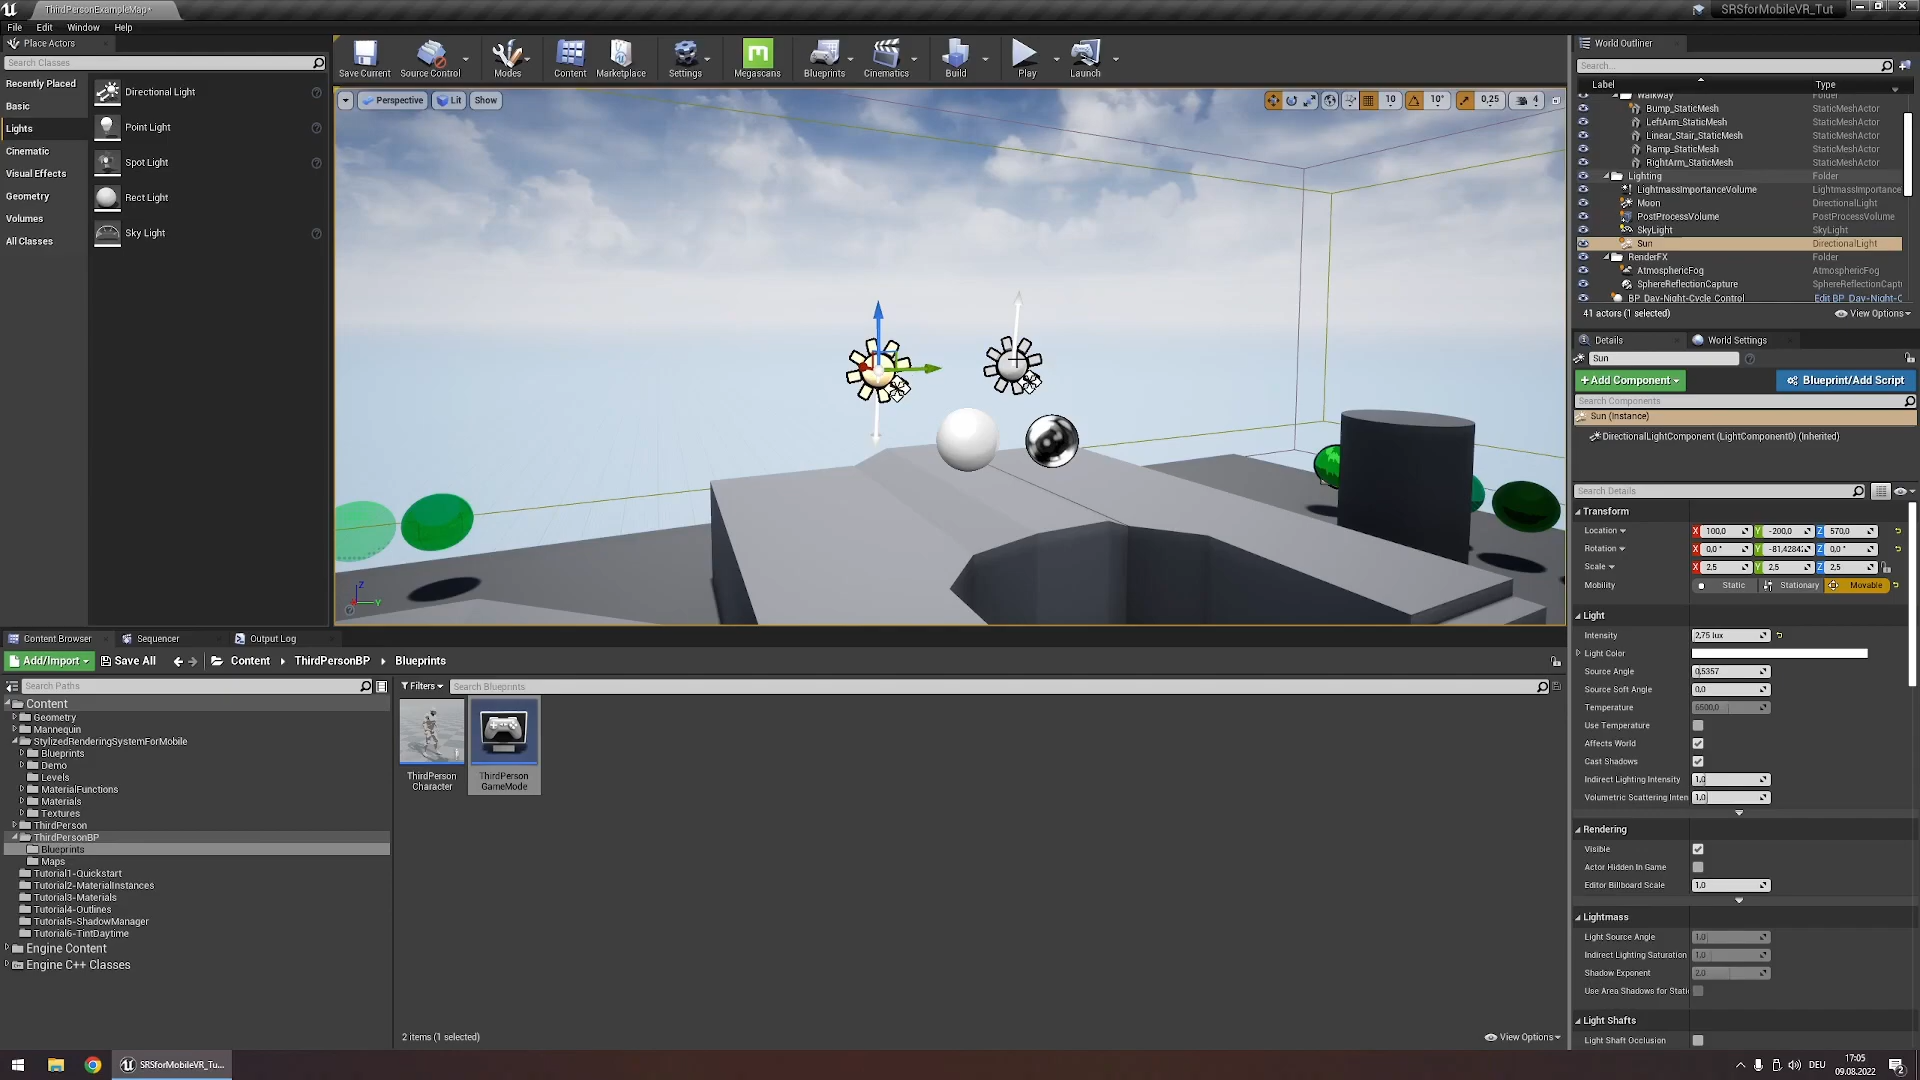 ThirdPersonExampleMap*
SRSforMobileVR_Tut
File Edit Window Help
Place Actors
Search Classes
Recently Placed
Basic
Lights
Cinematic
Visual Effects
Geometry
Volumes
All Classes
Directional Light
Point Light
Spot Light
Rect Light
Sky Light
Save Current
Source Control
Modes
Content
Marketplace
Settings
Megascans
Blueprints
Cinematics
Build
Play
Launch
Perspective Lit Show
10 10° 0,25 4
Z
Y
World Outliner
Search...
Label Type
Walkway Folder
Bump_StaticMesh StaticMeshActor
LeftArm_StaticMesh StaticMeshActor
Linear_Stair_StaticMesh StaticMeshActor
Ramp_StaticMesh StaticMeshActor
RightArm_StaticMesh StaticMeshActor
Lighting Folder
LightmassImportanceVolume LightmassImportance
Moon DirectionalLight
PostProcessVolume PostProcessVolume
SkyLight SkyLight
Sun DirectionalLight
RenderFX Folder
AtmosphericFog AtmosphericFog
SphereReflectionCapture SphereReflectionCapt
BP_Day-Night-Cycle_Control Edit BP_Day-Night-C
41 actors (1 selected) View Options
Details World Settings
Sun
+ Add Component Blueprint/Add Script
Search Components
Sun (Instance)
DirectionalLightComponent (LightComponent0) (Inherited)
Search Details
Transform
Location X 100,0 Y -200,0 Z 570,0
Rotation X 0,0 ° Y -81,4284 Z 0,0 °
Scale X 2,5 Y 2,5 Z 2,5
Mobility Static Stationary Movable
Light
Intensity 2,75 lux
Light Color
Source Angle 0,5357
Source Soft Angle 0,0
Temperature 6500,0
Use Temperature
Affects World
Cast Shadows
Indirect Lighting Intensity 1,0
Volumetric Scattering Inten 1,0
Rendering
Visible
Actor Hidden In Game
Editor Billboard Scale 1,0
Lightmass
Light Source Angle 1,0
Indirect Lighting Saturation 1,0
Shadow Exponent 2,0
Use Area Shadows for Stati
Light Shafts
Light Shaft Occlusion
Content Browser Sequencer Output Log
Add/Import Save All Content ThirdPersonBP Blueprints
Search Paths
Filters Search Blueprints
Content
Geometry
Mannequin
StylizedRenderingSystemForMobile
Blueprints
Demo
Levels
MaterialFunctions
Materials
Textures
ThirdPerson
ThirdPersonBP
Blueprints
Maps
Tutorial1-Quickstart
Tutorial2-MaterialInstances
Tutorial3-Materials
Tutorial4-Outlines
Tutorial5-ShadowManager
Tutorial6-TintDaytime
Engine Content
Engine C++ Classes
ThirdPerson
Character
ThirdPerson
GameMode
2 items (1 selected) View Options
SRSforMobileVR_Tu...
DEU
17:05
09.08.2022
2